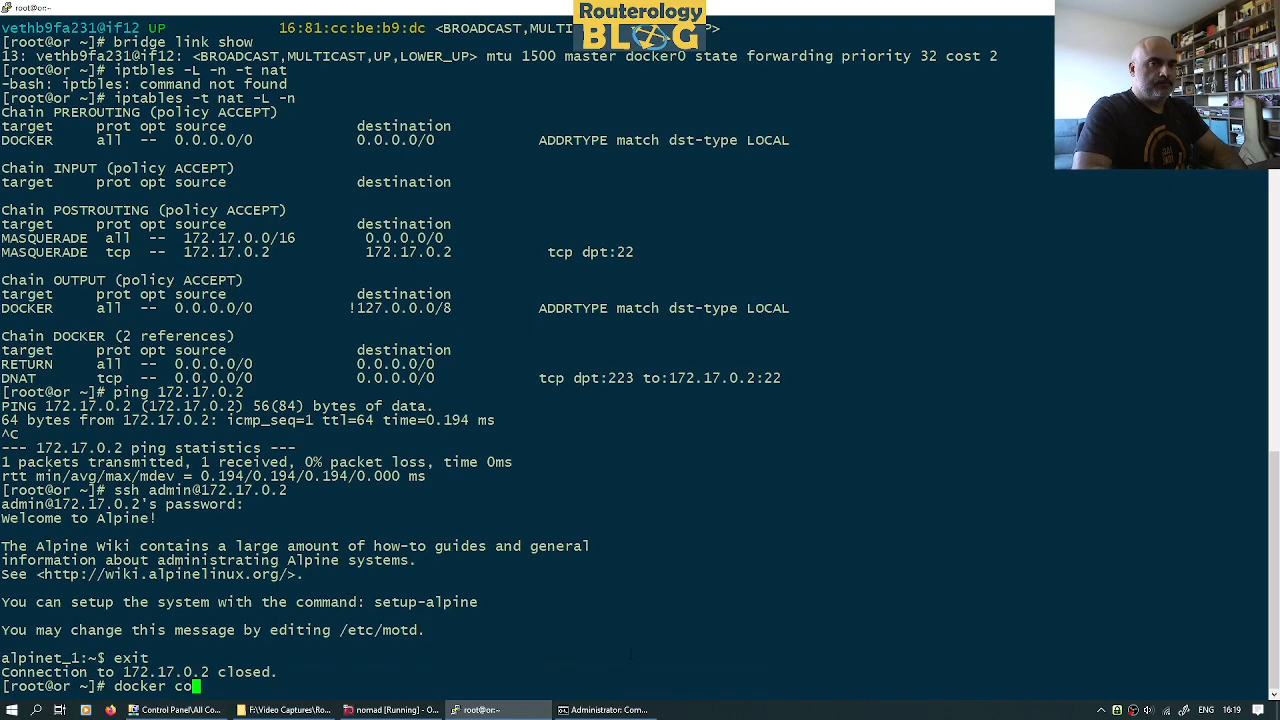 root@or:~
Routerology
BLOG
vethb9fa231@if12 UP 16:81:cc:be:b9:dc <BROADCAST,MULTI UP>
[root@or ~]# bridge link show
13: vethb9fa231@if12: <BROADCAST,MULTICAST,UP,LOWER_UP> mtu 1500 master docker0 state forwarding priority 32 cost 2
[root@or ~]# iptbles -L -n -t nat
-bash: iptbles: command not found
[root@or ~]# iptables -t nat -L -n
Chain PREROUTING (policy ACCEPT)
target prot opt source destination
DOCKER all -- 0.0.0.0/0 0.0.0.0/0 ADDRTYPE match dst-type LOCAL
Chain INPUT (policy ACCEPT)
target prot opt source destination
Chain POSTROUTING (policy ACCEPT)
target prot opt source destination
MASQUERADE all -- 172.17.0.0/16 0.0.0.0/0
MASQUERADE tcp -- 172.17.0.2 172.17.0.2 tcp dpt:22
Chain OUTPUT (policy ACCEPT)
target prot opt source destination
DOCKER all -- 0.0.0.0/0 !127.0.0.0/8 ADDRTYPE match dst-type LOCAL
Chain DOCKER (2 references)
target prot opt source destination
RETURN all -- 0.0.0.0/0 0.0.0.0/0
DNAT tcp -- 0.0.0.0/0 0.0.0.0/0 tcp dpt:223 to:172.17.0.2:22
[root@or ~]# ping 172.17.0.2
PING 172.17.0.2 (172.17.0.2) 56(84) bytes of data.
64 bytes from 172.17.0.2: icmp_seq=1 ttl=64 time=0.194 ms
^C
--- 172.17.0.2 ping statistics ---
1 packets transmitted, 1 received, 0% packet loss, time 0ms
rtt min/avg/max/mdev = 0.194/0.194/0.194/0.000 ms
[root@or ~]# ssh admin@172.17.0.2
admin@172.17.0.2's password:
Welcome to Alpine!
The Alpine Wiki contains a large amount of how-to guides and general
information about administrating Alpine systems.
See <http://wiki.alpinelinux.org/>.
You can setup the system with the command: setup-alpine
You may change this message by editing /etc/motd.
alpinet_1:~$ exit
Connection to 172.17.0.2 closed.
[root@or ~]# docker co
Control Panel\All Co...
F:\Video Captures\Ro...
nomad [Running] - O...
root@or:~
Administrator: Com...
ENG
16:19